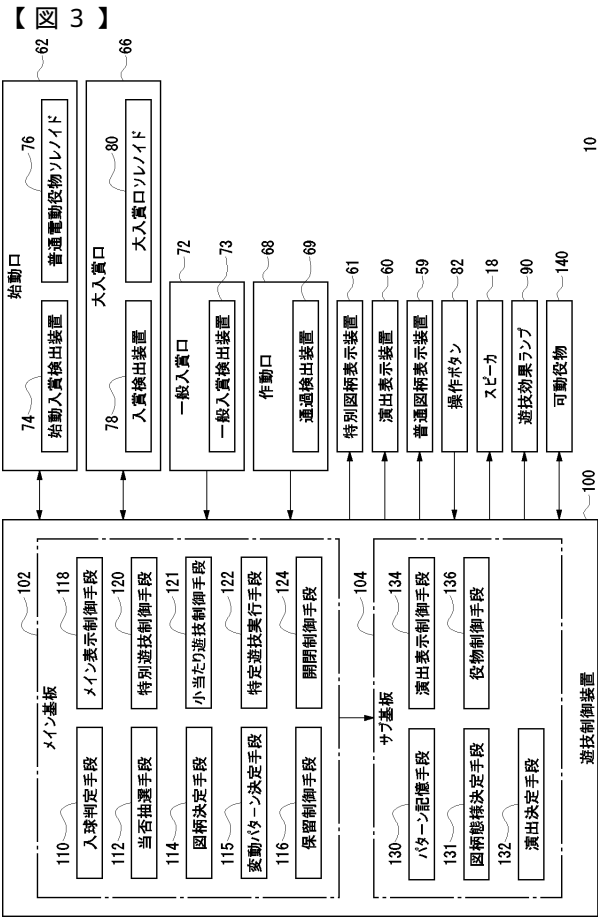 【図３】
62
始動口
74
始動入賞検出装置
76
普通電動役物ソレノイド
66
大入賞口
78
入賞検出装置
80
大入賞口ソレノイド
72
一般入賞口
73
一般入賞検出装置
68
作動口
69
通過検出装置
61
特別図柄表示装置
60
演出表示装置
59
普通図柄表示装置
82
操作ボタン
18
スピーカ
90
遊技効果ランプ
140
可動役物
10
100
遊技制御装置
102
メイン基板
110
入球判定手段
112
当否抽選手段
114
図柄決定手段
115
変動パターン決定手段
116
保留制御手段
118
メイン表示制御手段
120
特別遊技制御手段
121
小当たり遊技制御手段
122
特定遊技実行手段
124
開閉制御手段
104
サブ基板
130
パターン記憶手段
131
図柄態様決定手段
132
演出決定手段
134
演出表示制御手段
136
役物制御手段